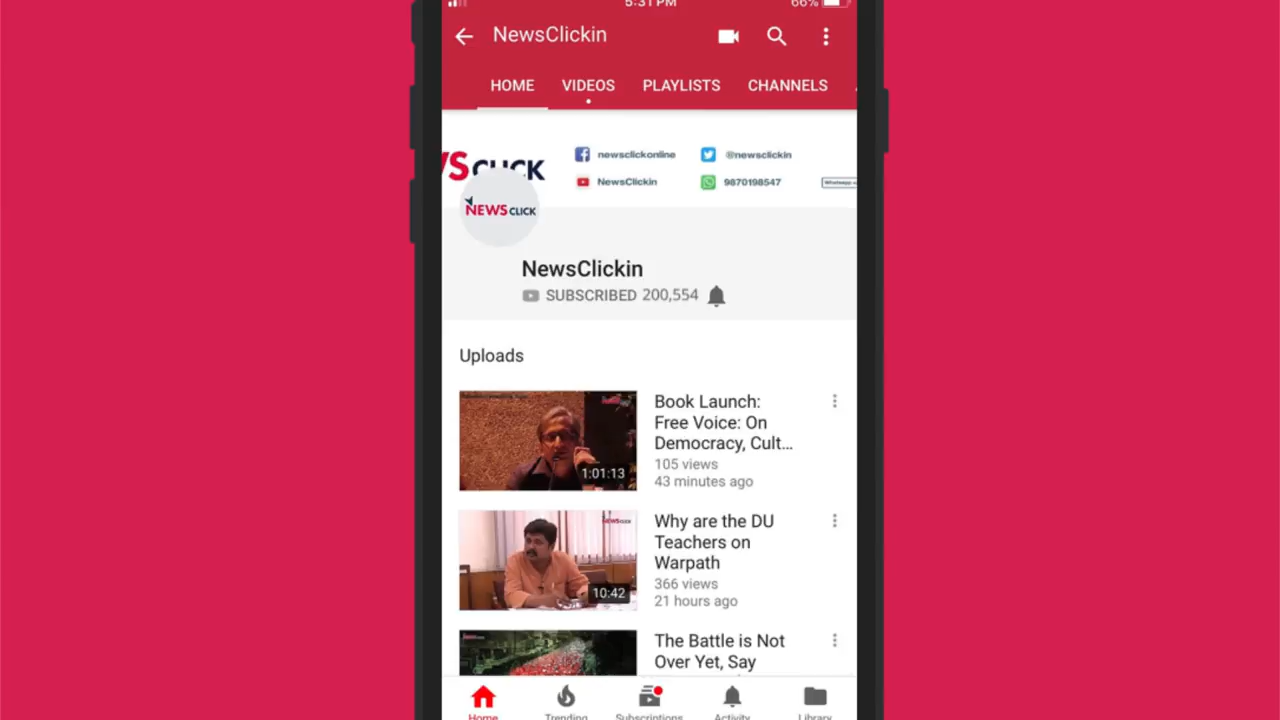 5:31 PM
66%
NewsClickin
HOME VIDEOS PLAYLISTS CHANNELS
CLICK
newsclickonline
@newsclickin
NewsClickin
9870198547
NEWSCLICK
NewsClickin
SUBSCRIBED 200,554
Uploads
Book Launch:
Free Voice: On
Democracy, Cult...
105 views
43 minutes ago
1:01:13
Why are the DU
Teachers on
Warpath
366 views
21 hours ago
NEWSCLICK
10:42
The Battle is Not
Over Yet, Say
Home Trending Subscriptions Activity Library